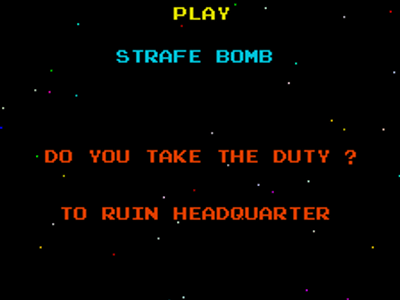 PLAY
STRAFE BOMB
DO YOU TAKE THE DUTY ?
TO RUIN HEADQUARTER